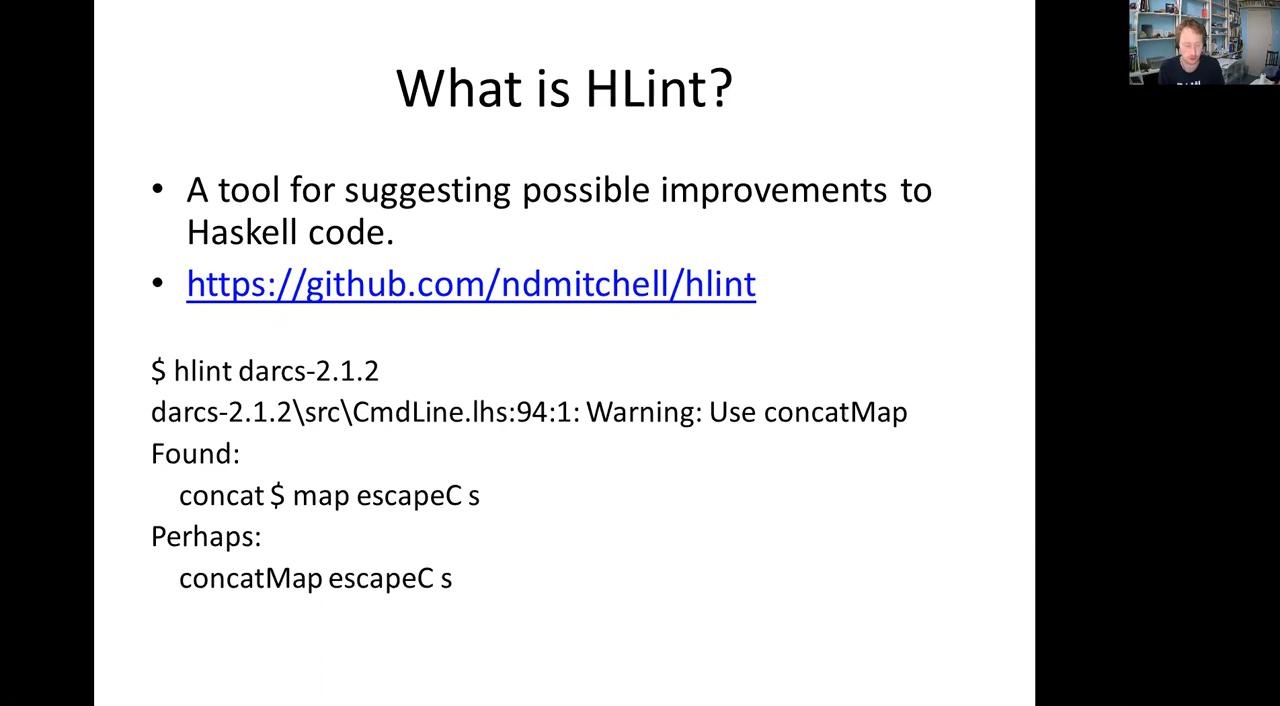 What is HLint?
• A tool for suggesting possible improvements to
Haskell code.
• https://github.com/ndmitchell/hlint
$ hlint darcs-2.1.2
darcs-2.1.2\src\CmdLine.lhs:94:1: Warning: Use concatMap
Found:
concat $ map escapeC s
Perhaps:
concatMap escapeC s